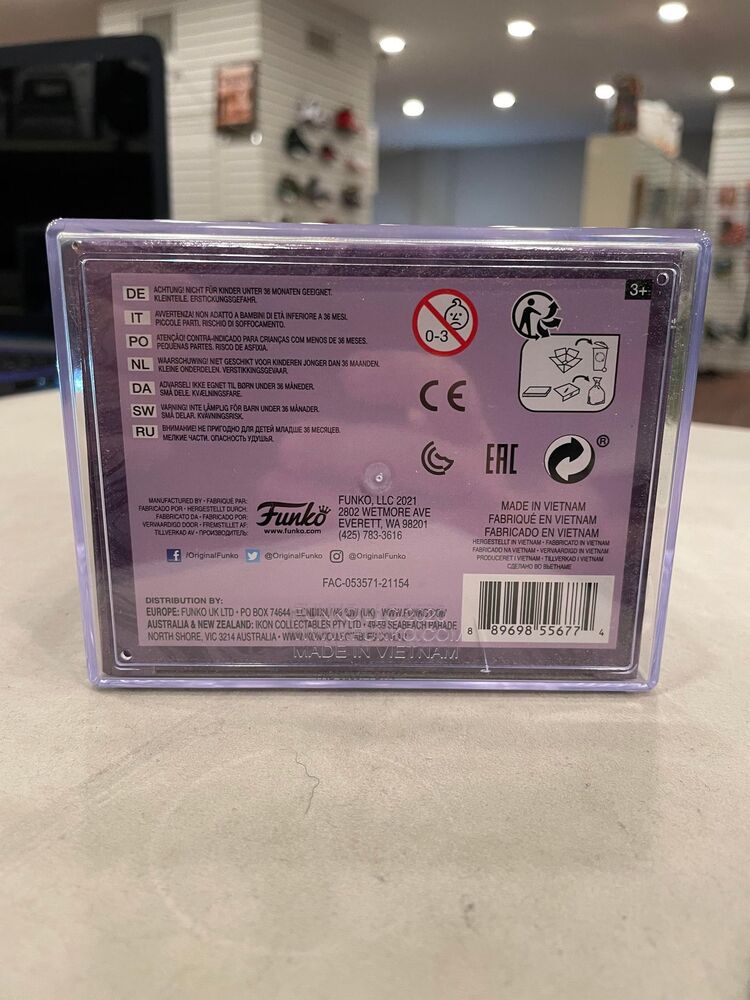 DE ACHTUNG! NICHT FÜR KINDER UNTER 36 MONATEN GEEIGNET.
KLEINTEILE. ERSTICKUNGSGEFAHR.
IT AVVERTENZA! NON ADATTO A BAMBINI DI ETÀ INFERIORE A 36 MESI.
PICCOLE PARTI. RISCHIO DI SOFFOCAMENTO.
PO ATENÇÃO! CONTRA-INDICADO PARA CRIANÇAS COM MENOS DE 36 MESES.
PEQUENAS PARTES. RISCO DE ASFIXIA.
NL WAARSCHUWING! NIET GESCHIKT VOOR KINDEREN JONGER DAN 36 MAANDEN.
KLEINE ONDERDELEN. VERSTIKKINGSGEVAAR.
DA ADVARSEL! IKKE EGNET TIL BØRN UNDER 36 MÅNEDER.
SMÅ DELE. KVÆLNINGSFARE.
SW VARNING! INTE LÄMPLIG FÖR BARN UNDER 36 MÅNADER.
SMÅ DELAR. KVÄVNINGSRISK.
RU ВНИМАНИЕ! НЕ ПРИГОДНО ДЛЯ ДЕТЕЙ МЛАДШЕ 36 МЕСЯЦЕВ.
МЕЛКИЕ ЧАСТИ. ОПАСНОСТЬ УДУШЬЯ.
0-3
3+
CE
EAC
®
MANUFACTURED BY • FABRIQUÉ PAR:
FABRICADO POR • HERGESTELLT DURCH:
FABBRICATO DA • FABRICADO POR:
VERVAARDIGD DOOR • FREMSTILLET AF:
TILLVERKAD AV • ПРОИЗВОДИТЕЛЬ:
Funko
www.funko.com
FUNKO, LLC 2021
2802 WETMORE AVE
EVERETT, WA 98201
(425) 783-3616
MADE IN VIETNAM
FABRIQUÉ EN VIETNAM
FABRICADO EN VIETNAM
HERGESTELLT IN VIETNAM • FABBRICATO IN VIETNAM
FABRICADO NA VIETNAM • VERVAARDIGD IN VIETNAM
PRODUCERET I VIETNAM • TILLVERKAD I VIETNAM
СДЕЛАНО ВО ВЬЕТНАМЕ
f /OriginalFunko @OriginalFunko @OriginalFunko
FAC-053571-21154
DISTRIBUTION BY:
EUROPE: FUNKO UK LTD • PO BOX 74644
AUSTRALIA & NEW ZEALAND: IKON COLLECTABLES PTY LTD • 49-59 SEABEACH PARADE
NORTH SHORE, VIC 3214 AUSTRALIA
MADE IN VIETNAM
8 89698 55677 4